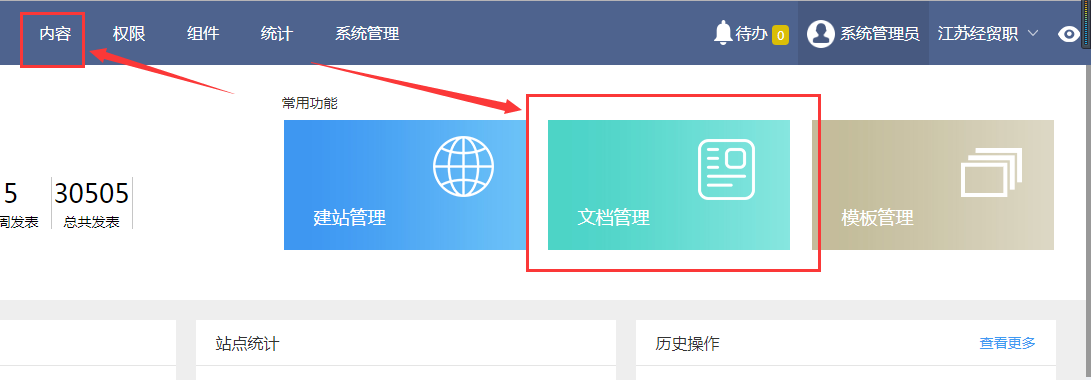 内容 权限 组件 统计 系统管理 待办 0 系统管理员 江苏经贸职
常用功能
5 30505
周发表 总共发表
建站管理 文档管理 模板管理
站点统计 历史操作 查看更多